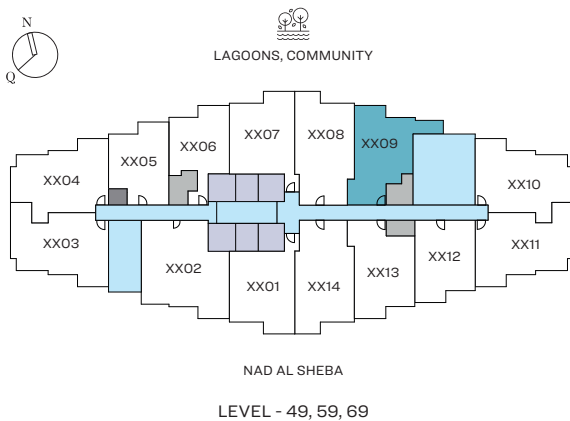 N
Q
LAGOONS, COMMUNITY
XX07
XX08
XX06
XX09
XX05
XX04
XX10
XX03
XX11
XX02
XX12
XX13
XX01
XX14
NAD AL SHEBA
LEVEL - 49, 59, 69